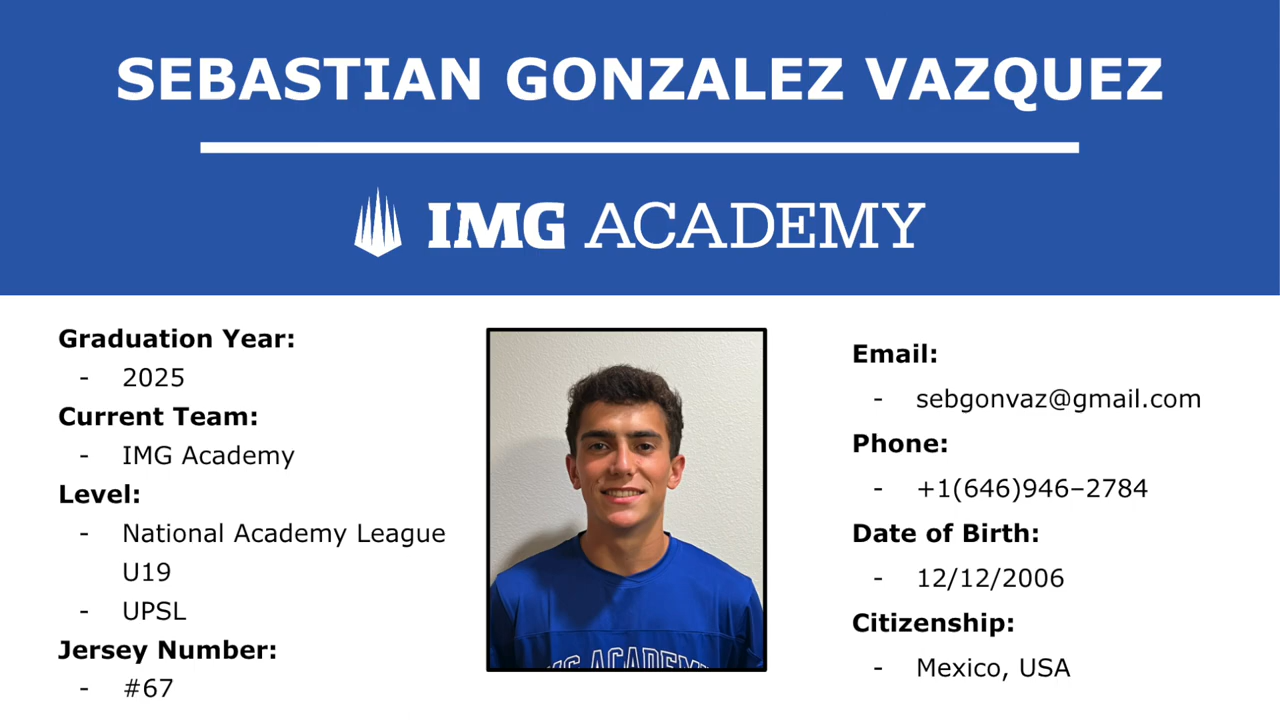 SEBASTIAN GONZALEZ VAZQUEZ
IMG ACADEMY
Graduation Year:
- 2025
Current Team:
- IMG Academy
Level:
- National Academy League
U19
- UPSL
Jersey Number:
- #67
IMG ACADEMY
Email:
- sebgonvaz@gmail.com
Phone:
- +1(646)946–2784
Date of Birth:
- 12/12/2006
Citizenship:
- Mexico, USA